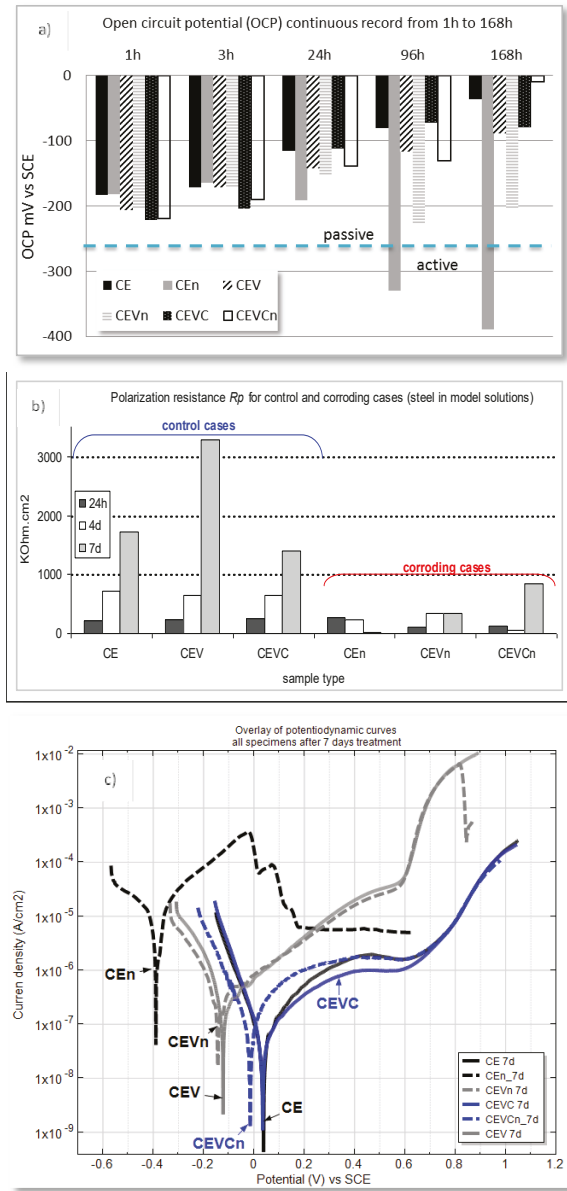 a)
Open circuit potential (OCP) continuous record from 1h to 168h
1h 3h 24h 96h 168h
0
-100
-200
-300
-400
OCP mV vs SCE
passive
active
CE CEn CEV
CEVn CEVC CEVCn
b)
Polarization resistance Rp for control and corroding cases (steel in model solutions)
control cases
3000
2000
1000
0
KOhm.cm2
24h
4d
7d
corroding cases
CE CEV CEVC CEn CEVn CEVCn
sample type
Overlay of potentiodynamic curves
all specimens after 7 days treatment
c)
1x10-2
1x10-3
1x10-4
1x10-5
1x10-6
1x10-7
1x10-8
1x10-9
Curren density (A/cm2)
CEn
CEVn
CEV
CEVCn
CE
CEVC
CE 7d
CEn_7d
CEVn 7d
CEVC 7d
CEVCn_7d
CEV 7d
-0.6 -0.4 -0.2 0 0.2 0.4 0.6 0.8 1 1.2
Potential (V) vs SCE